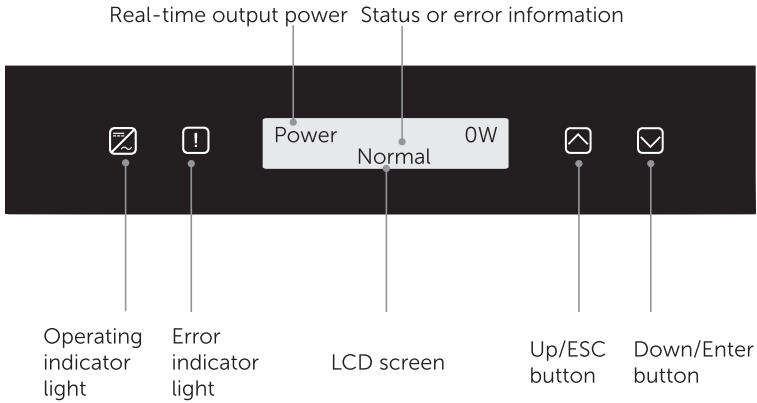 Real-time output power
Status or error information
!
Power 0W
Normal
Operating
indicator
light
Error
indicator
light
LCD screen
Up/ESC
button
Down/Enter
button